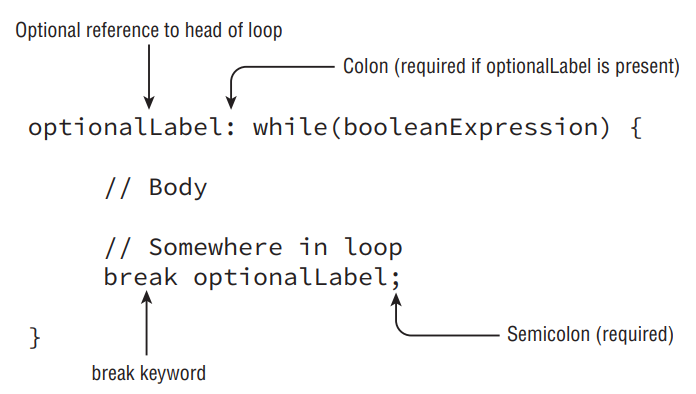 Optional reference to head of loop
Colon (required if optionalLabel is present)
optionalLabel: while(booleanExpression) {
// Body
// Somewhere in loop
break optionalLabel;
}
Semicolon (required)
break keyword